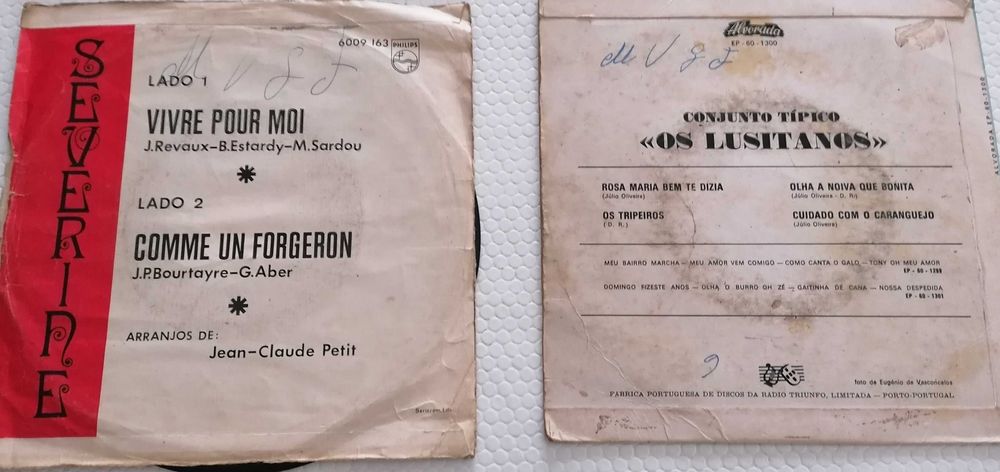 SEVERINE
6009 163 PHILIPS
LADO 1
VIVRE POUR MOI
J.Revaux-B.Estardy-M.Sardou
*
LADO 2
COMME UN FORGERON
J.P.Bourtayre-G.Aber
*
ARRANJOS DE:
Jean-Claude Petit
Alvorada
EP - 60 - 1300
CONJUNTO TÍPICO
«OS LUSITANOS»
ROSA MARIA BEM TE DIZIA
(Júlio Oliveira)
OS TRIPEIROS
(D. R.)
OLHA A NOIVA QUE BONITA
(Júlio Oliveira - D. R.)
CUIDADO COM O CARANGUEJO
(Júlio Oliveira)
MEU BAIRRO MARCHA — MEU AMOR VEM COMIGO — COMO CANTA O GALO — TONY OH MEU AMOR
EP - 60 - 1299
DOMINGO FIZESTE ANOS — OLHA O BURRO OH ZÉ — GAITINHA DE CANA — NOSSA DESPEDIDA
EP - 60 - 1301
9
foto de Eugénio de Vasconcelos
FABRICA PORTUGUESA DE DISCOS DA RADIO TRIUNFO, LIMITADA — PORTO-PORTUGAL
ALVORADA EP-60-1300